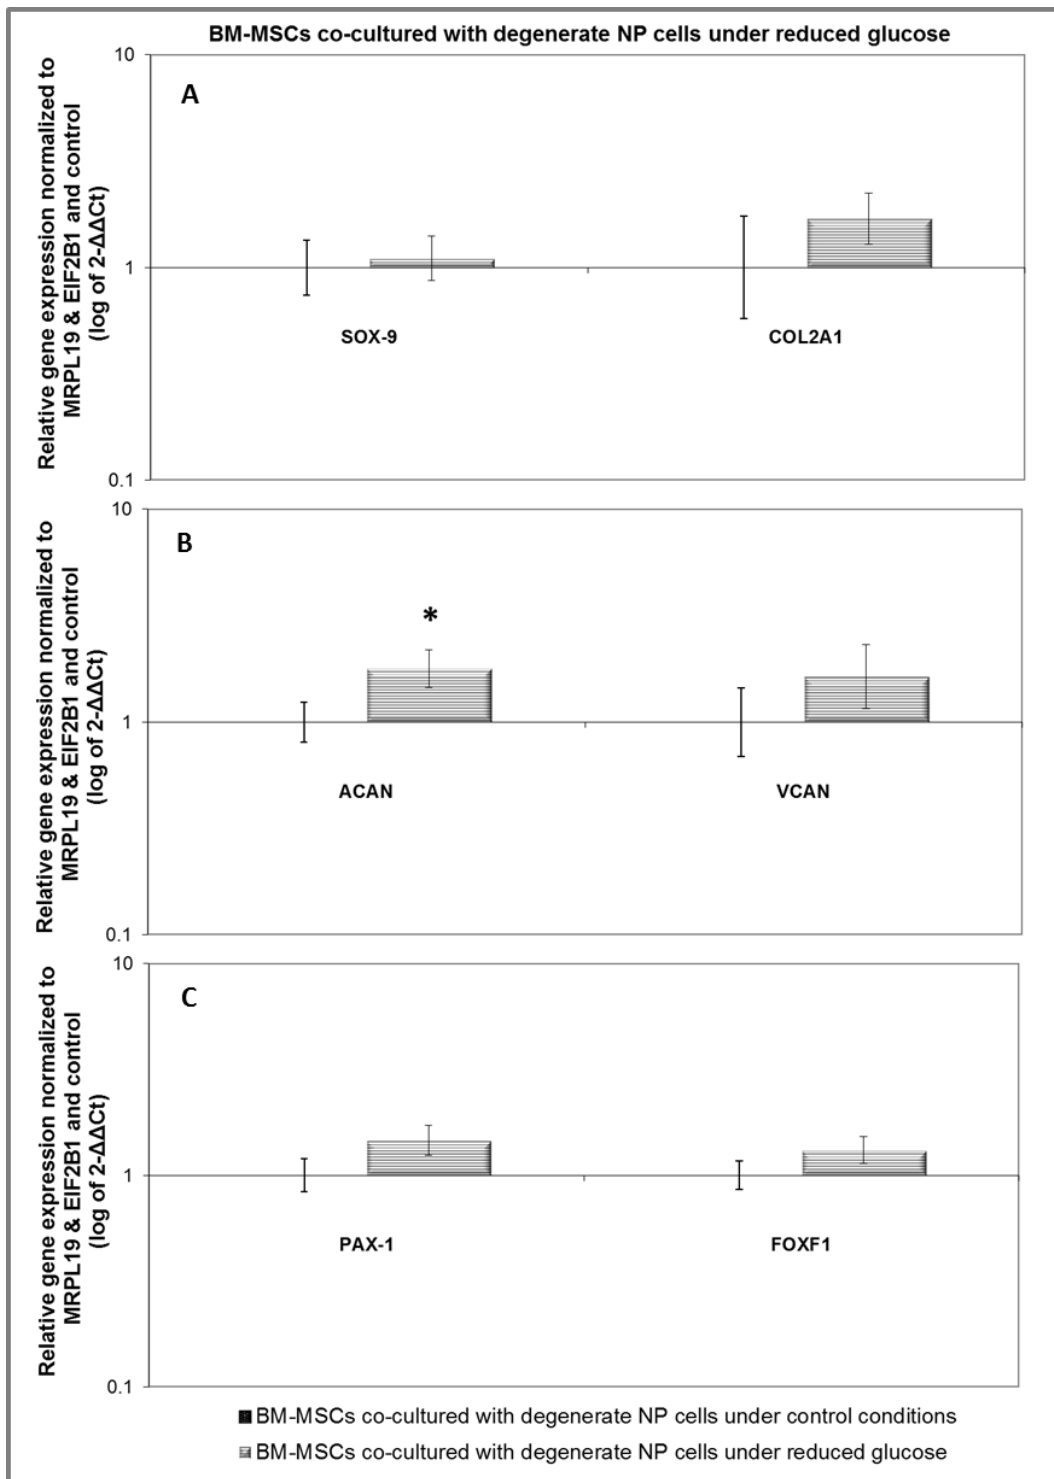 BM-MSCs co-cultured with degenerate NP cells under reduced glucose
Relative gene expression normalized to
MRPL19 & EIF2B1 and control
(log of 2-ΔΔCt)
10
1
0.1
A
SOX-9
COL2A1
Relative gene expression normalized to
MRPL19 & EIF2B1 and control
(log of 2-ΔΔCt)
10
1
0.1
B
*
ACAN
VCAN
Relative gene expression normalized to
MRPL19 & EIF2B1 and control
(log of 2-ΔΔCt)
10
1
0.1
C
PAX-1
FOXF1
BM-MSCs co-cultured with degenerate NP cells under control conditions
BM-MSCs co-cultured with degenerate NP cells under reduced glucose